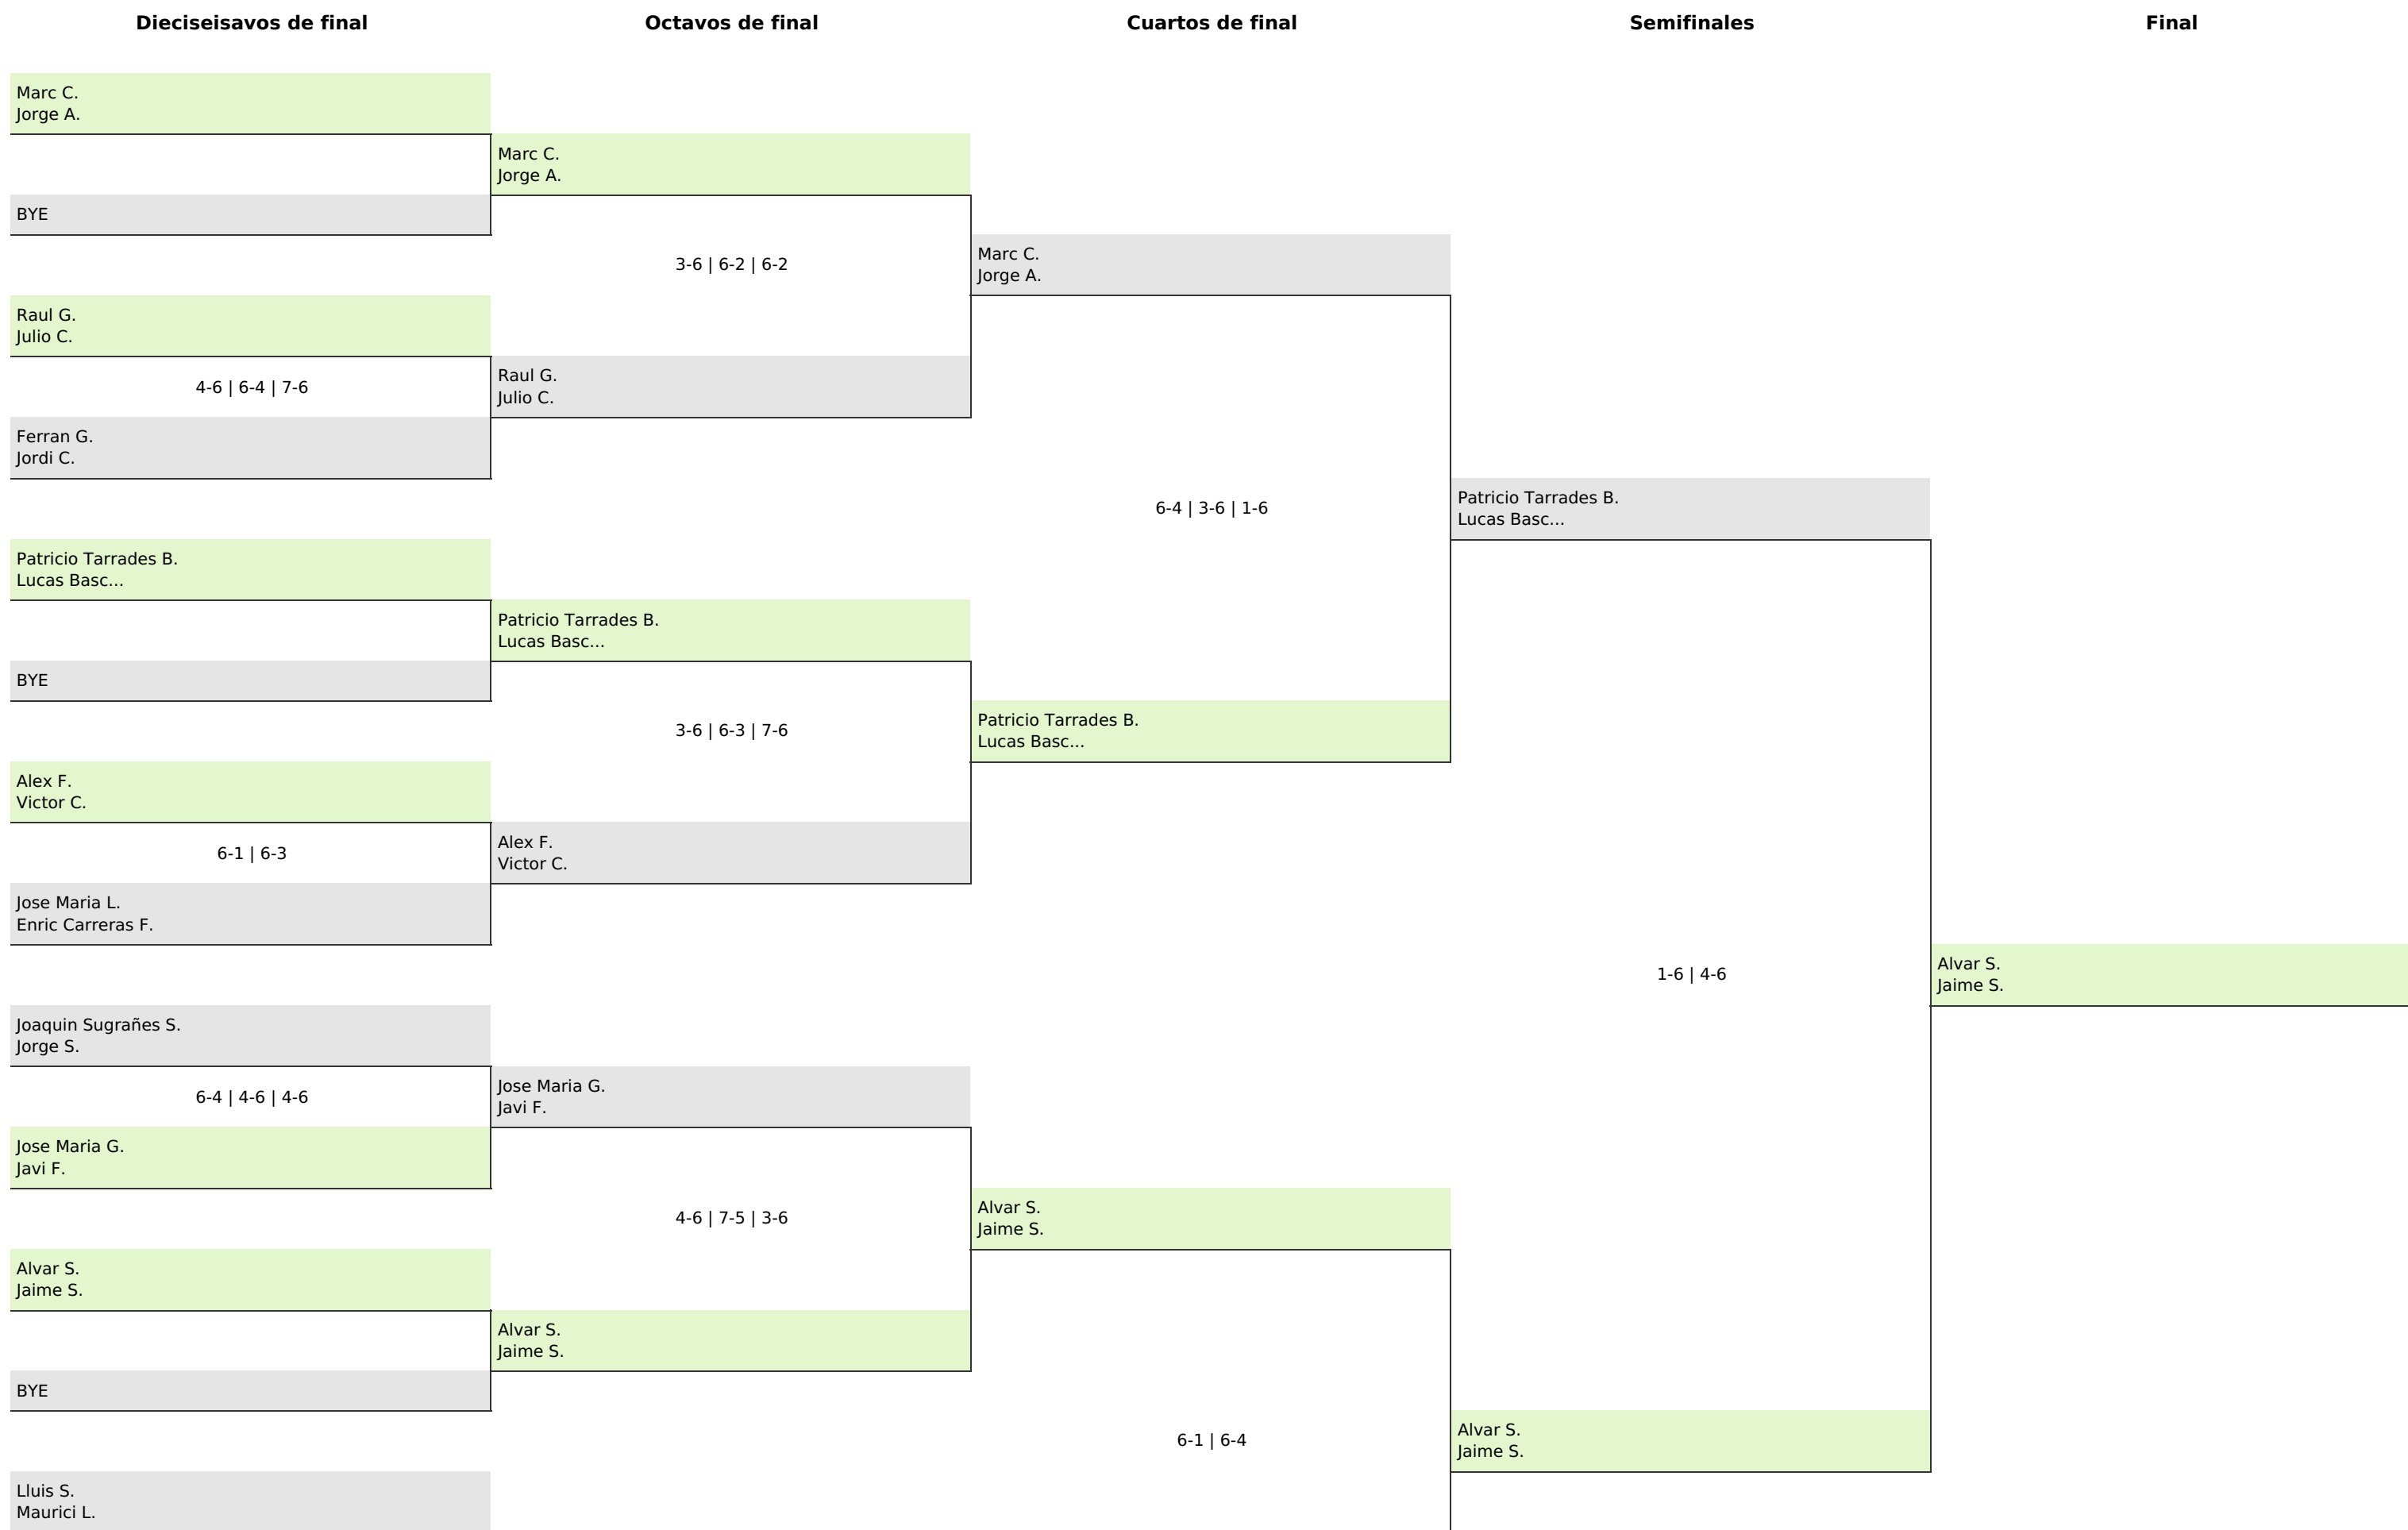 Dieciseisavos de final
Octavos de final
Cuartos de final
Semifinales
Final
Marc C.
Jorge A.
BYE
Raul G.
Julio C.
4-6 | 6-4 | 7-6
Ferran G.
Jordi C.
Patricio Tarrades B.
Lucas Basc...
BYE
Alex F.
Victor C.
6-1 | 6-3
Jose Maria L.
Enric Carreras F.
Joaquin Sugrañes S.
Jorge S.
6-4 | 4-6 | 4-6
Jose Maria G.
Javi F.
Alvar S.
Jaime S.
BYE
Lluis S.
Maurici L.
Marc C.
Jorge A.
3-6 | 6-2 | 6-2
Raul G.
Julio C.
Patricio Tarrades B.
Lucas Basc...
3-6 | 6-3 | 7-6
Alex F.
Victor C.
Jose Maria G.
Javi F.
4-6 | 7-5 | 3-6
Alvar S.
Jaime S.
Marc C.
Jorge A.
6-4 | 3-6 | 1-6
Patricio Tarrades B.
Lucas Basc...
Alvar S.
Jaime S.
6-1 | 6-4
Patricio Tarrades B.
Lucas Basc...
1-6 | 4-6
Alvar S.
Jaime S.
Alvar S.
Jaime S.